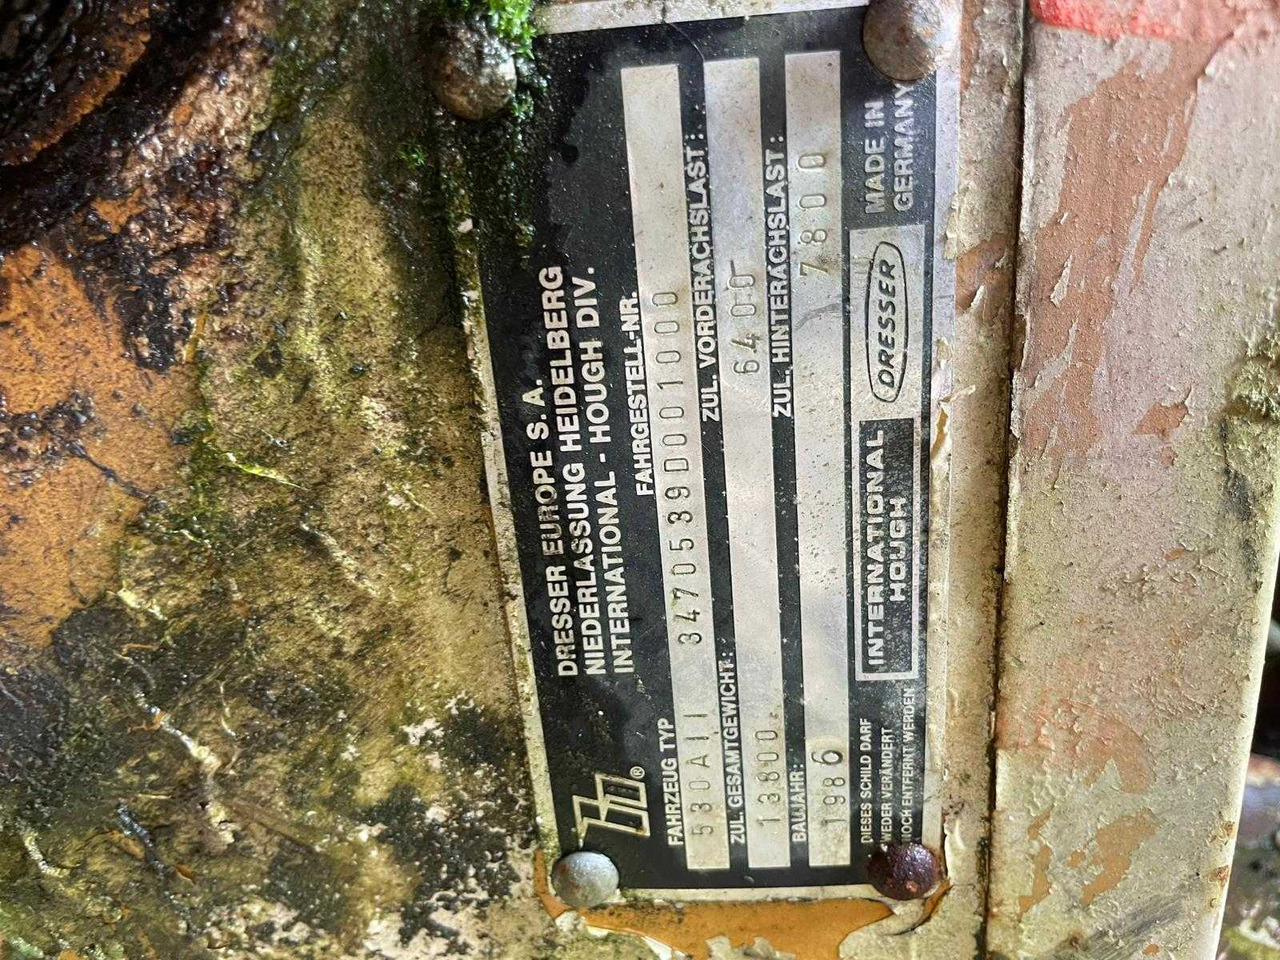 DRESSER EUROPE S. A.
NIEDERLASSUNG HEIDELBERG
INTERNATIONAL - HOUGH DIV.
FAHRZEUG TYP FAHRGESTELL-NR.
530AII 3470539D001000
ZUL. GESAMTGEWICHT: ZUL. VORDERACHSLAST:
13800. 6400
BAUJAHR: ZUL. HINTERACHSLAST:
1986 7800
DIESES SCHILD DARF
WEDER VERÄNDERT
NOCH ENTFERNT WERDEN
INTERNATIONAL
HOUGH
DRESSER
MADE IN
GERMANY